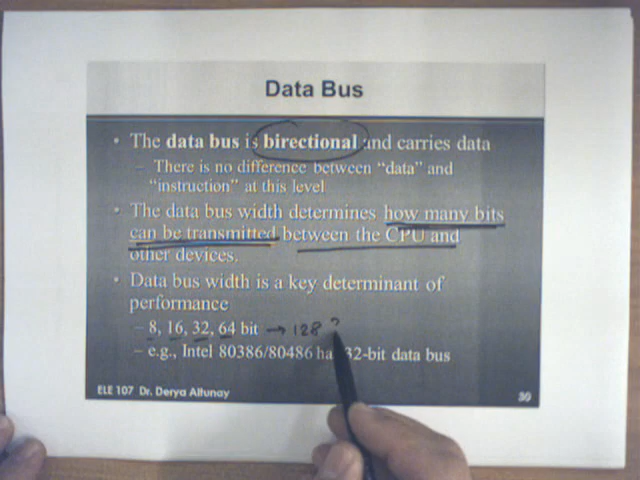 Data Bus
• The data bus is birectional and carries data
– There is no difference between "data" and
"instruction" at this level
• The data bus width determines how many bits
can be transmitted between the CPU and
other devices.
• Data bus width is a key determinant of
performance
– 8, 16, 32, 64 bit → 128 ?
– e.g., Intel 80386/80486 ha 32-bit data bus
ELE 107 Dr. Derya Altunay 30